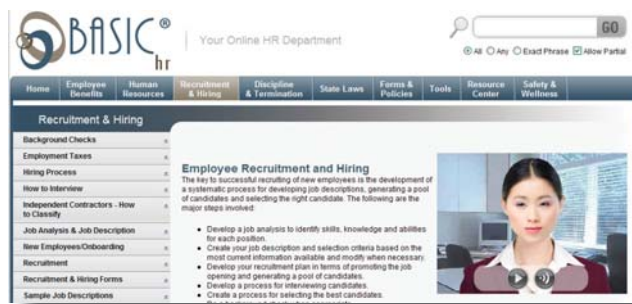 BASIC®
hr
Your Online HR Department
GO
All Any Exact Phrase Allow Partial
Home Employee Benefits Human Resources Recruitment & Hiring Discipline & Termination State Laws Forms & Policies Tools Resource Center Safety & Wellness
Recruitment & Hiring
Background Checks
Employment Taxes
Hiring Process
How to Interview
Independent Contractors - How
to Classify
Job Analysis & Job Description
New Employees/Onboarding
Recruitment
Recruitment & Hiring Forms
Sample Job Descriptions
Employee Recruitment and Hiring
The key to successful recruiting of new employees is the development of
a systematic process for developing job descriptions, generating a pool
of candidates and selecting the right candidate. The following are the
major steps involved:
Develop a job analysis to identify skills, knowledge and abilities
for each position.
Create your job description and selection criteria based on the
most current information available and modify when necessary.
Develop your recruitment plan in terms of promoting the job
opening and generating a pool of candidates.
Develop a process for interviewing candidates.
Create a process for selecting the best candidates.